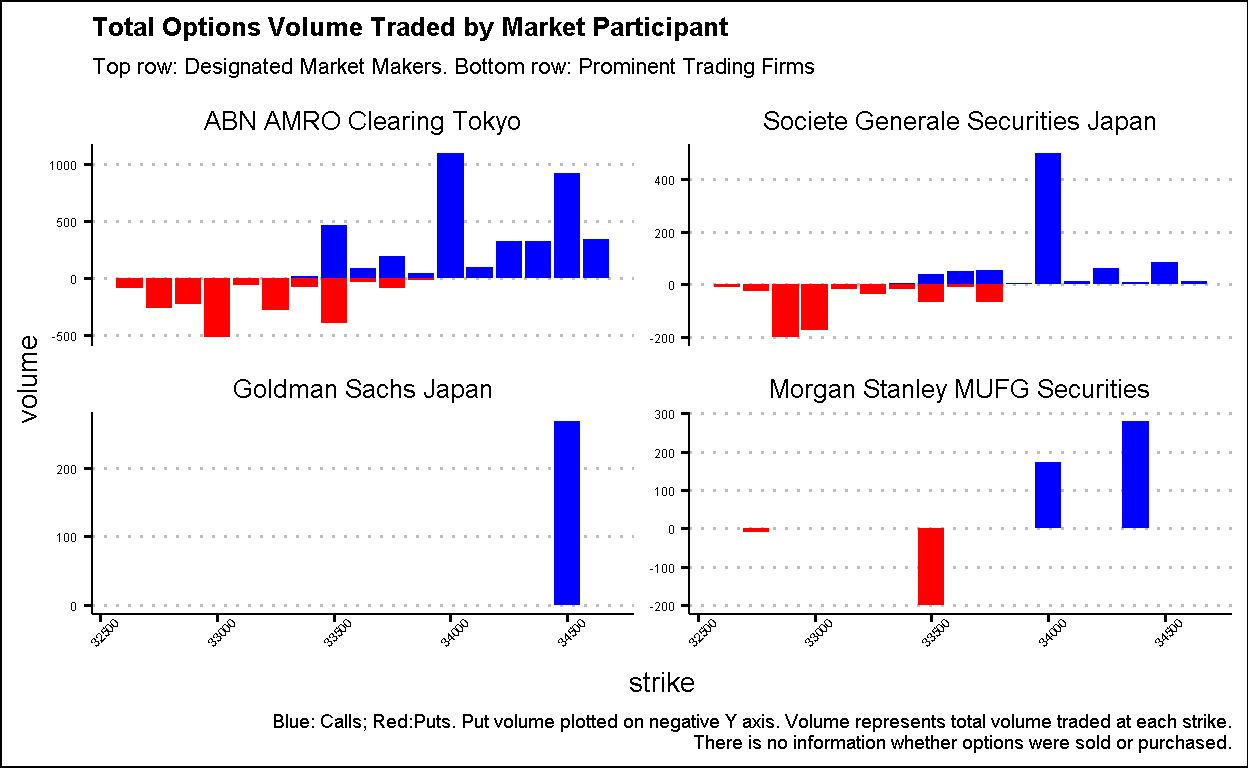 Total Options Volume Traded by Market Participant
Top row: Designated Market Makers. Bottom row: Prominent Trading Firms
ABN AMRO Clearing Tokyo
1000
500
0
-500
Societe Generale Securities Japan
400
200
0
-200
volume
Goldman Sachs Japan
200
100
0
32500
33000
33500
34000
34500
Morgan Stanley MUFG Securities
300
200
100
0
-100
-200
32500
33000
33500
34000
34500
strike
Blue: Calls; Red:Puts. Put volume plotted on negative Y axis. Volume represents total volume traded at each strike.
There is no information whether options were sold or purchased.